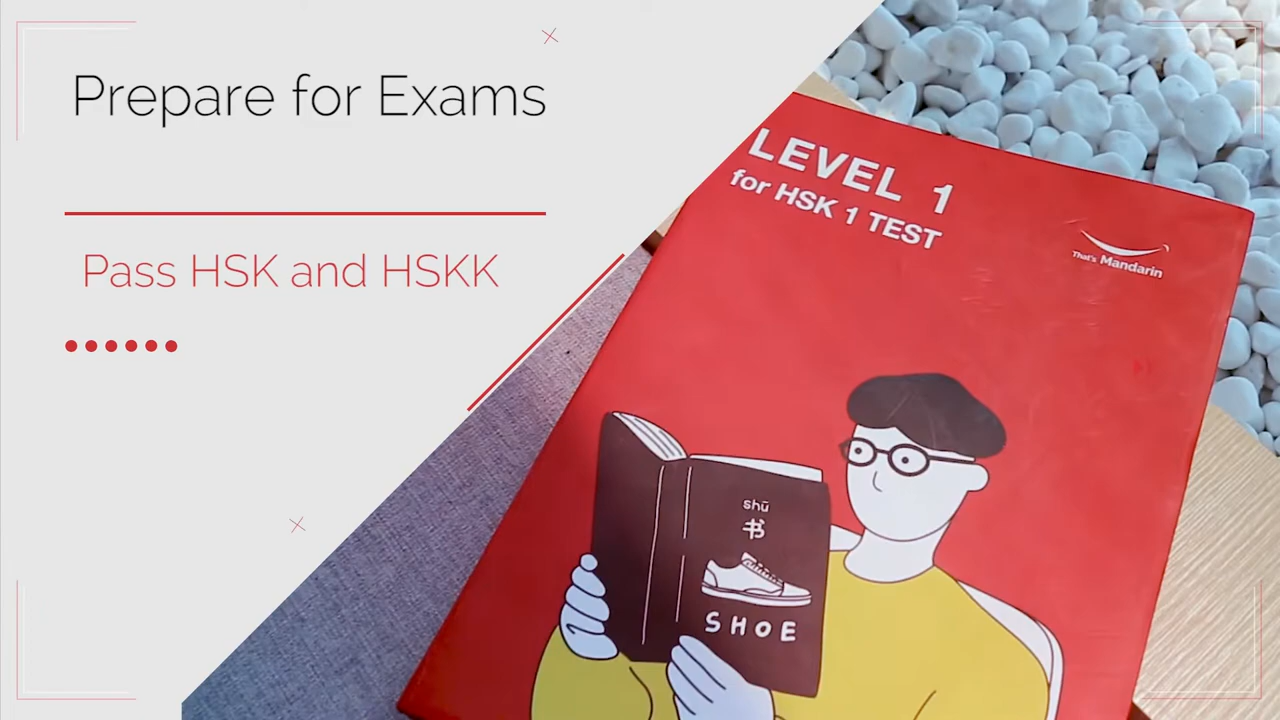 Prepare for Exams
Pass HSK and HSKK
LEVEL 1
for HSK 1 TEST
That's Mandarin
shū
书
SHOE